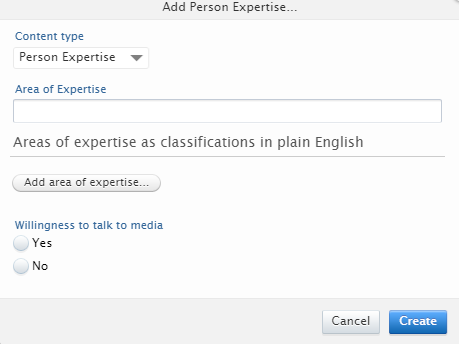 Add Person Expertise...
Content type
Person Expertise
Area of Expertise
Areas of expertise as classifications in plain English
Add area of expertise...
Willingness to talk to media
Yes
No
Cancel Create